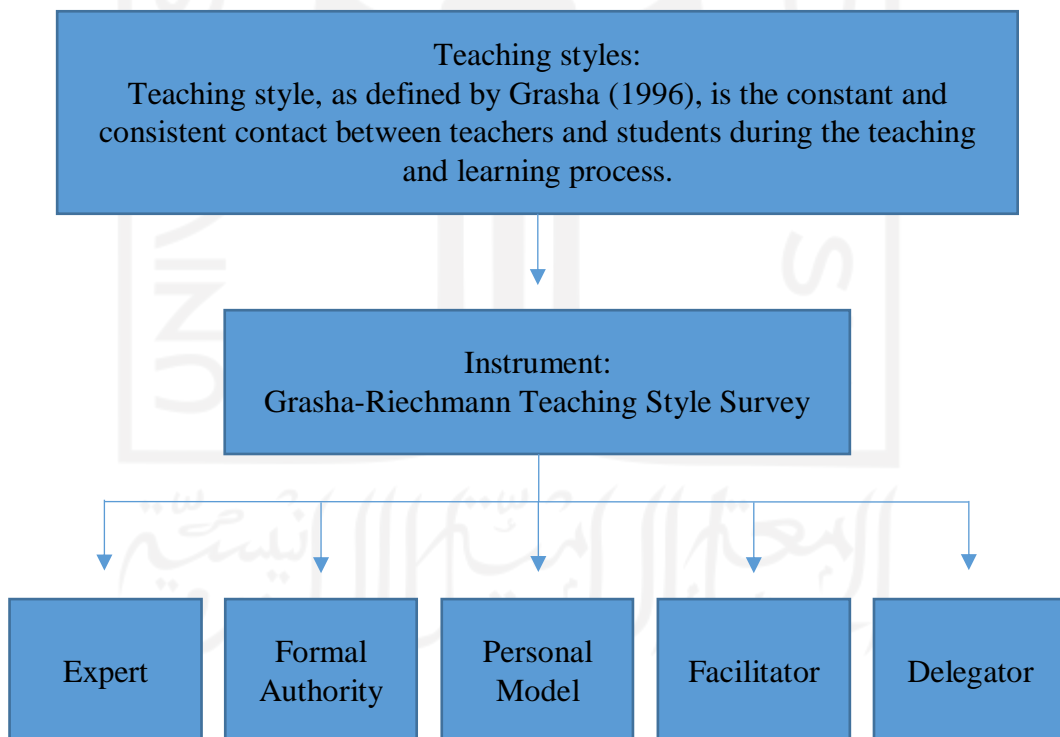 Teaching styles:
Teaching style, as defined by Grasha (1996), is the constant and
consistent contact between teachers and students during the teaching
and learning process.
Instrument:
Grasha-Riechmann Teaching Style Survey
Expert
Formal
Authority
Personal
Model
Facilitator
Delegator